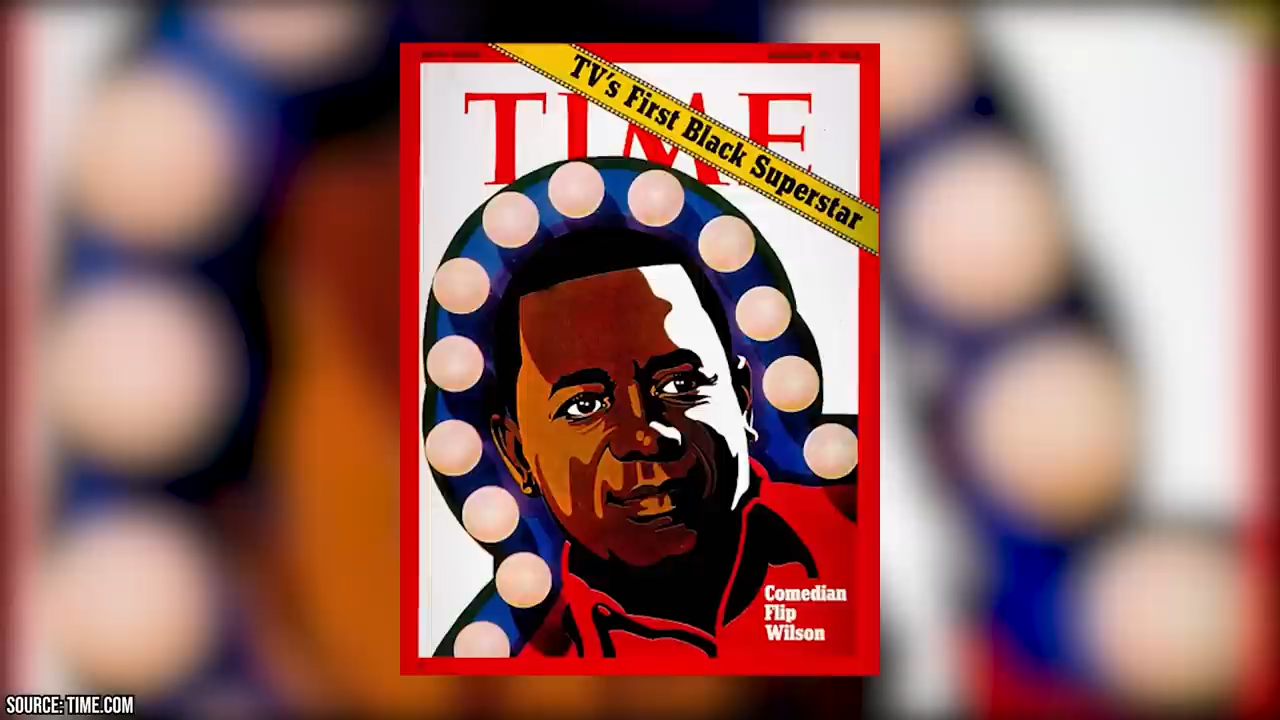 TV's First Black Superstar
TIME
Comedian
Flip
Wilson
SOURCE: TIME.COM